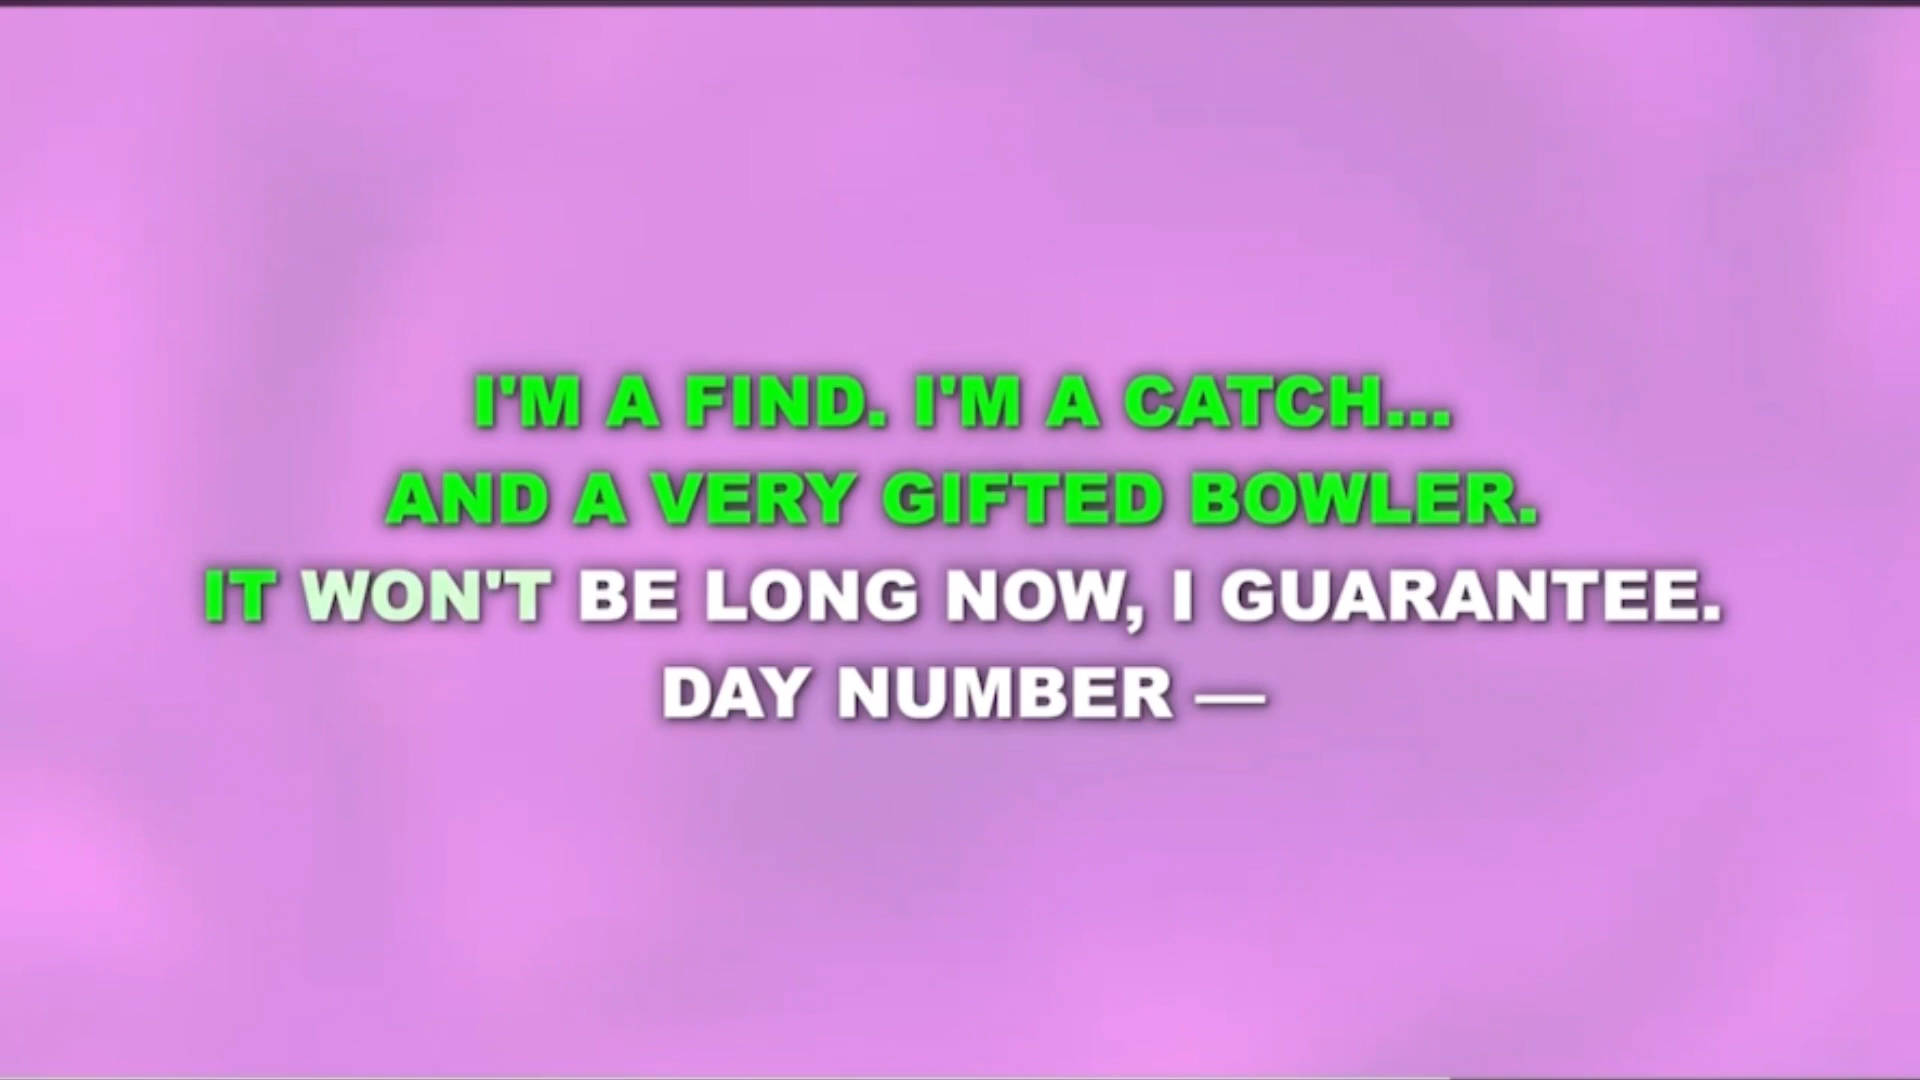 I'M A FIND. I'M A CATCH...
AND A VERY GIFTED BOWLER.
IT WON'T BE LONG NOW, I GUARANTEE.
DAY NUMBER —